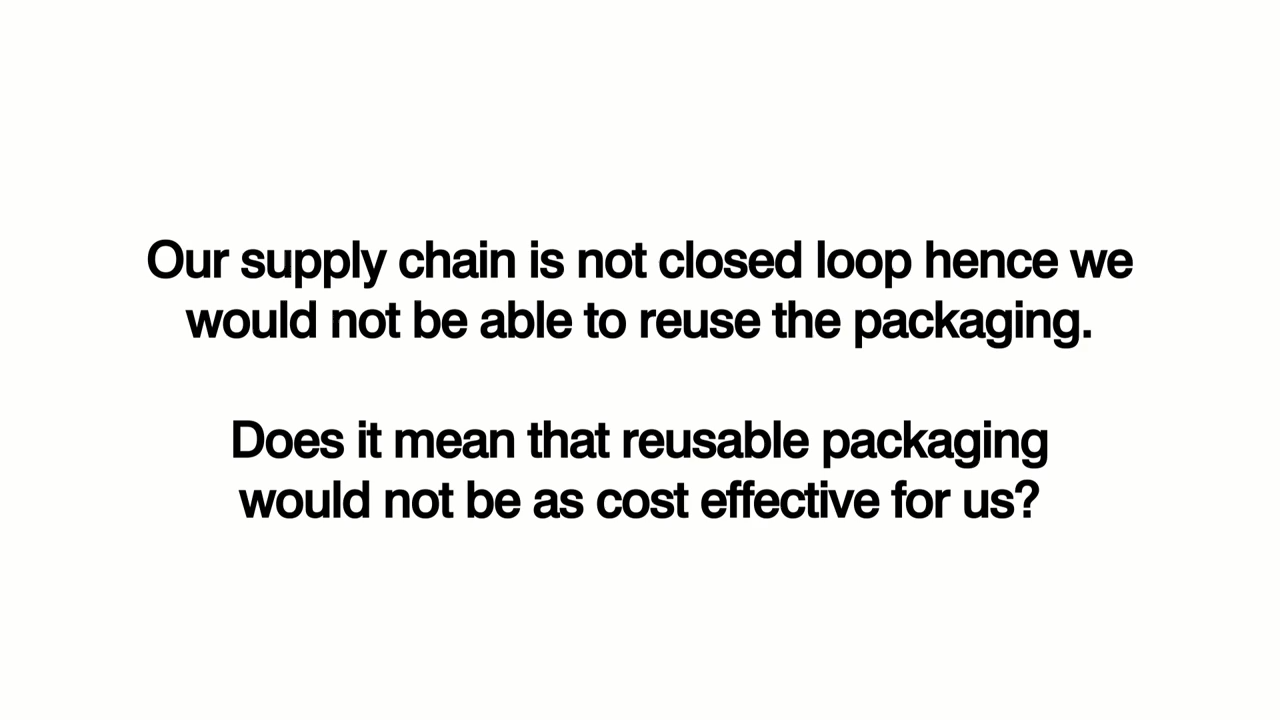 Our supply chain is not closed loop hence we
would not be able to reuse the packaging.
Does it mean that reusable packaging
would not be as cost effective for us?